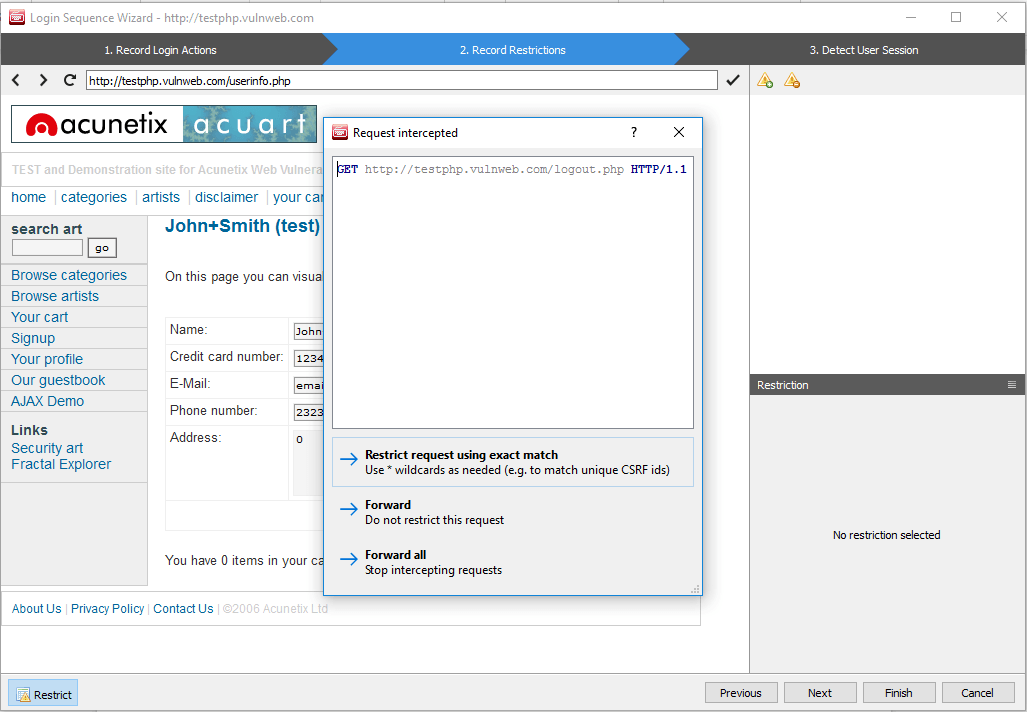 Login Sequence Wizard - http://testphp.vulnweb.com
1. Record Login Actions
2. Record Restrictions
3. Detect User Session
http://testphp.vulnweb.com/userinfo.php
acunetix acuart
TEST and Demonstration site for Acunetix Web Vulnera
home | categories | artists | disclaimer | your car
search art
go
Browse categories
Browse artists
Your cart
Signup
Your profile
Our guestbook
AJAX Demo
Links
Security art
Fractal Explorer
John+Smith (test)
On this page you can visual
Name: John
Credit card number: 1234
E-Mail: emai
Phone number: 2323
Address: 0
You have 0 items in your ca
About Us | Privacy Policy | Contact Us | ©2006 Acunetix Ltd
Request intercepted
?
GET http://testphp.vulnweb.com/logout.php HTTP/1.1
Restrict request using exact match
Use * wildcards as needed (e.g. to match unique CSRF ids)
Forward
Do not restrict this request
Forward all
Stop intercepting requests
Restriction
No restriction selected
Restrict
Previous
Next
Finish
Cancel